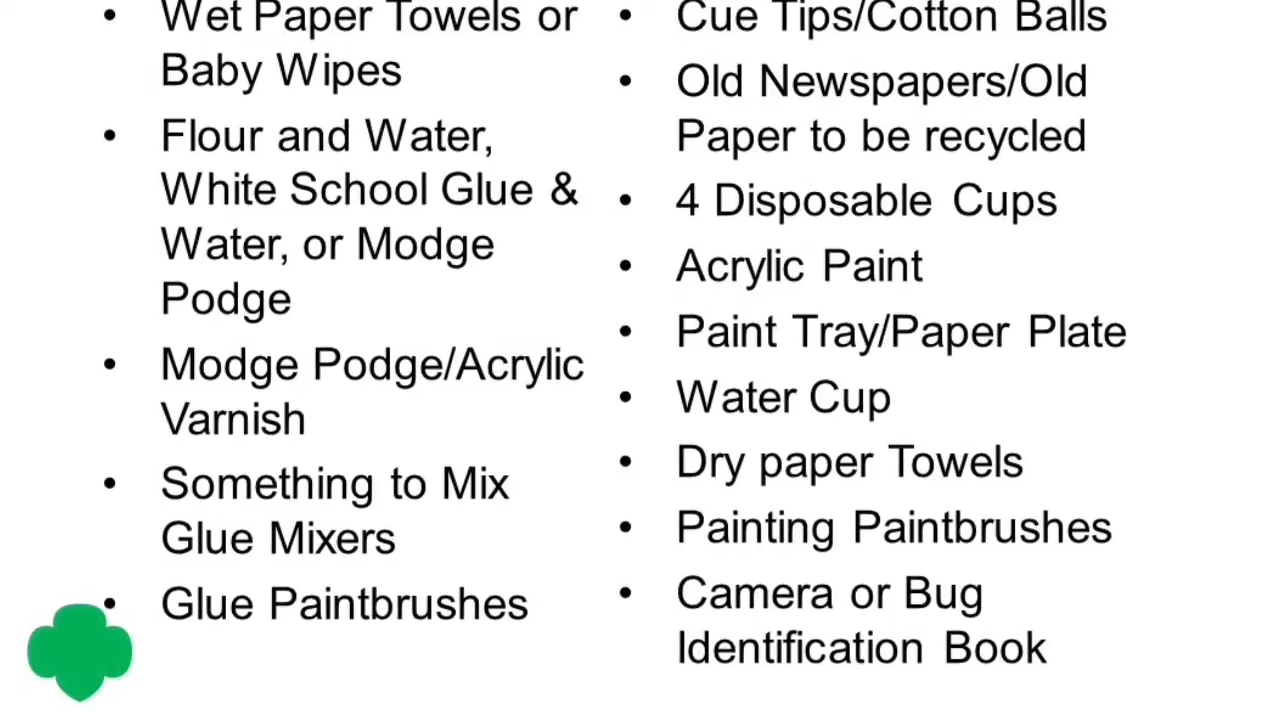 • Wet Paper Towels or
Baby Wipes
• Flour and Water,
White School Glue &
Water, or Modge
Podge
• Modge Podge/Acrylic
Varnish
• Something to Mix
Glue Mixers
• Glue Paintbrushes
• Cue Tips/Cotton Balls
• Old Newspapers/Old
Paper to be recycled
• 4 Disposable Cups
• Acrylic Paint
• Paint Tray/Paper Plate
• Water Cup
• Dry paper Towels
• Painting Paintbrushes
• Camera or Bug
Identification Book